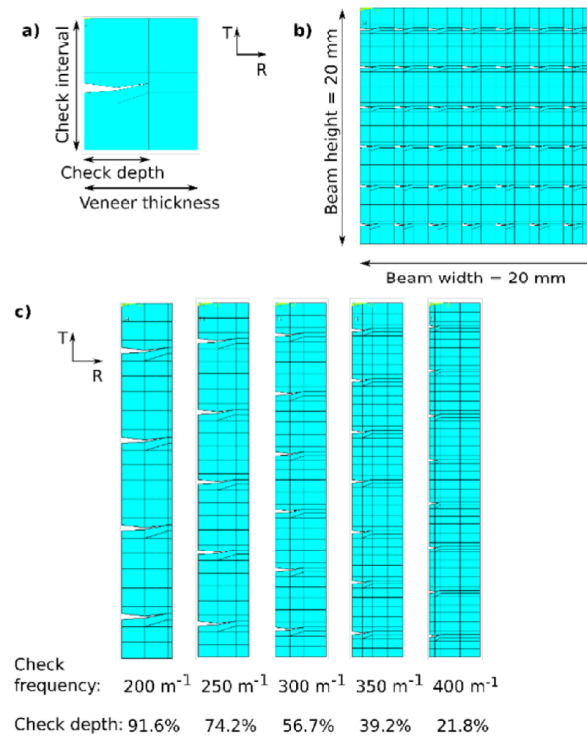 a)
T
R
Check interval
Check depth
Veneer thickness
b)
Beam height = 20 mm
Beam width = 20 mm
c)
T
R
Check
frequency: 200 m⁻¹ 250 m⁻¹ 300 m⁻¹ 350 m⁻¹ 400 m⁻¹
Check depth: 91.6% 74.2% 56.7% 39.2% 21.8%